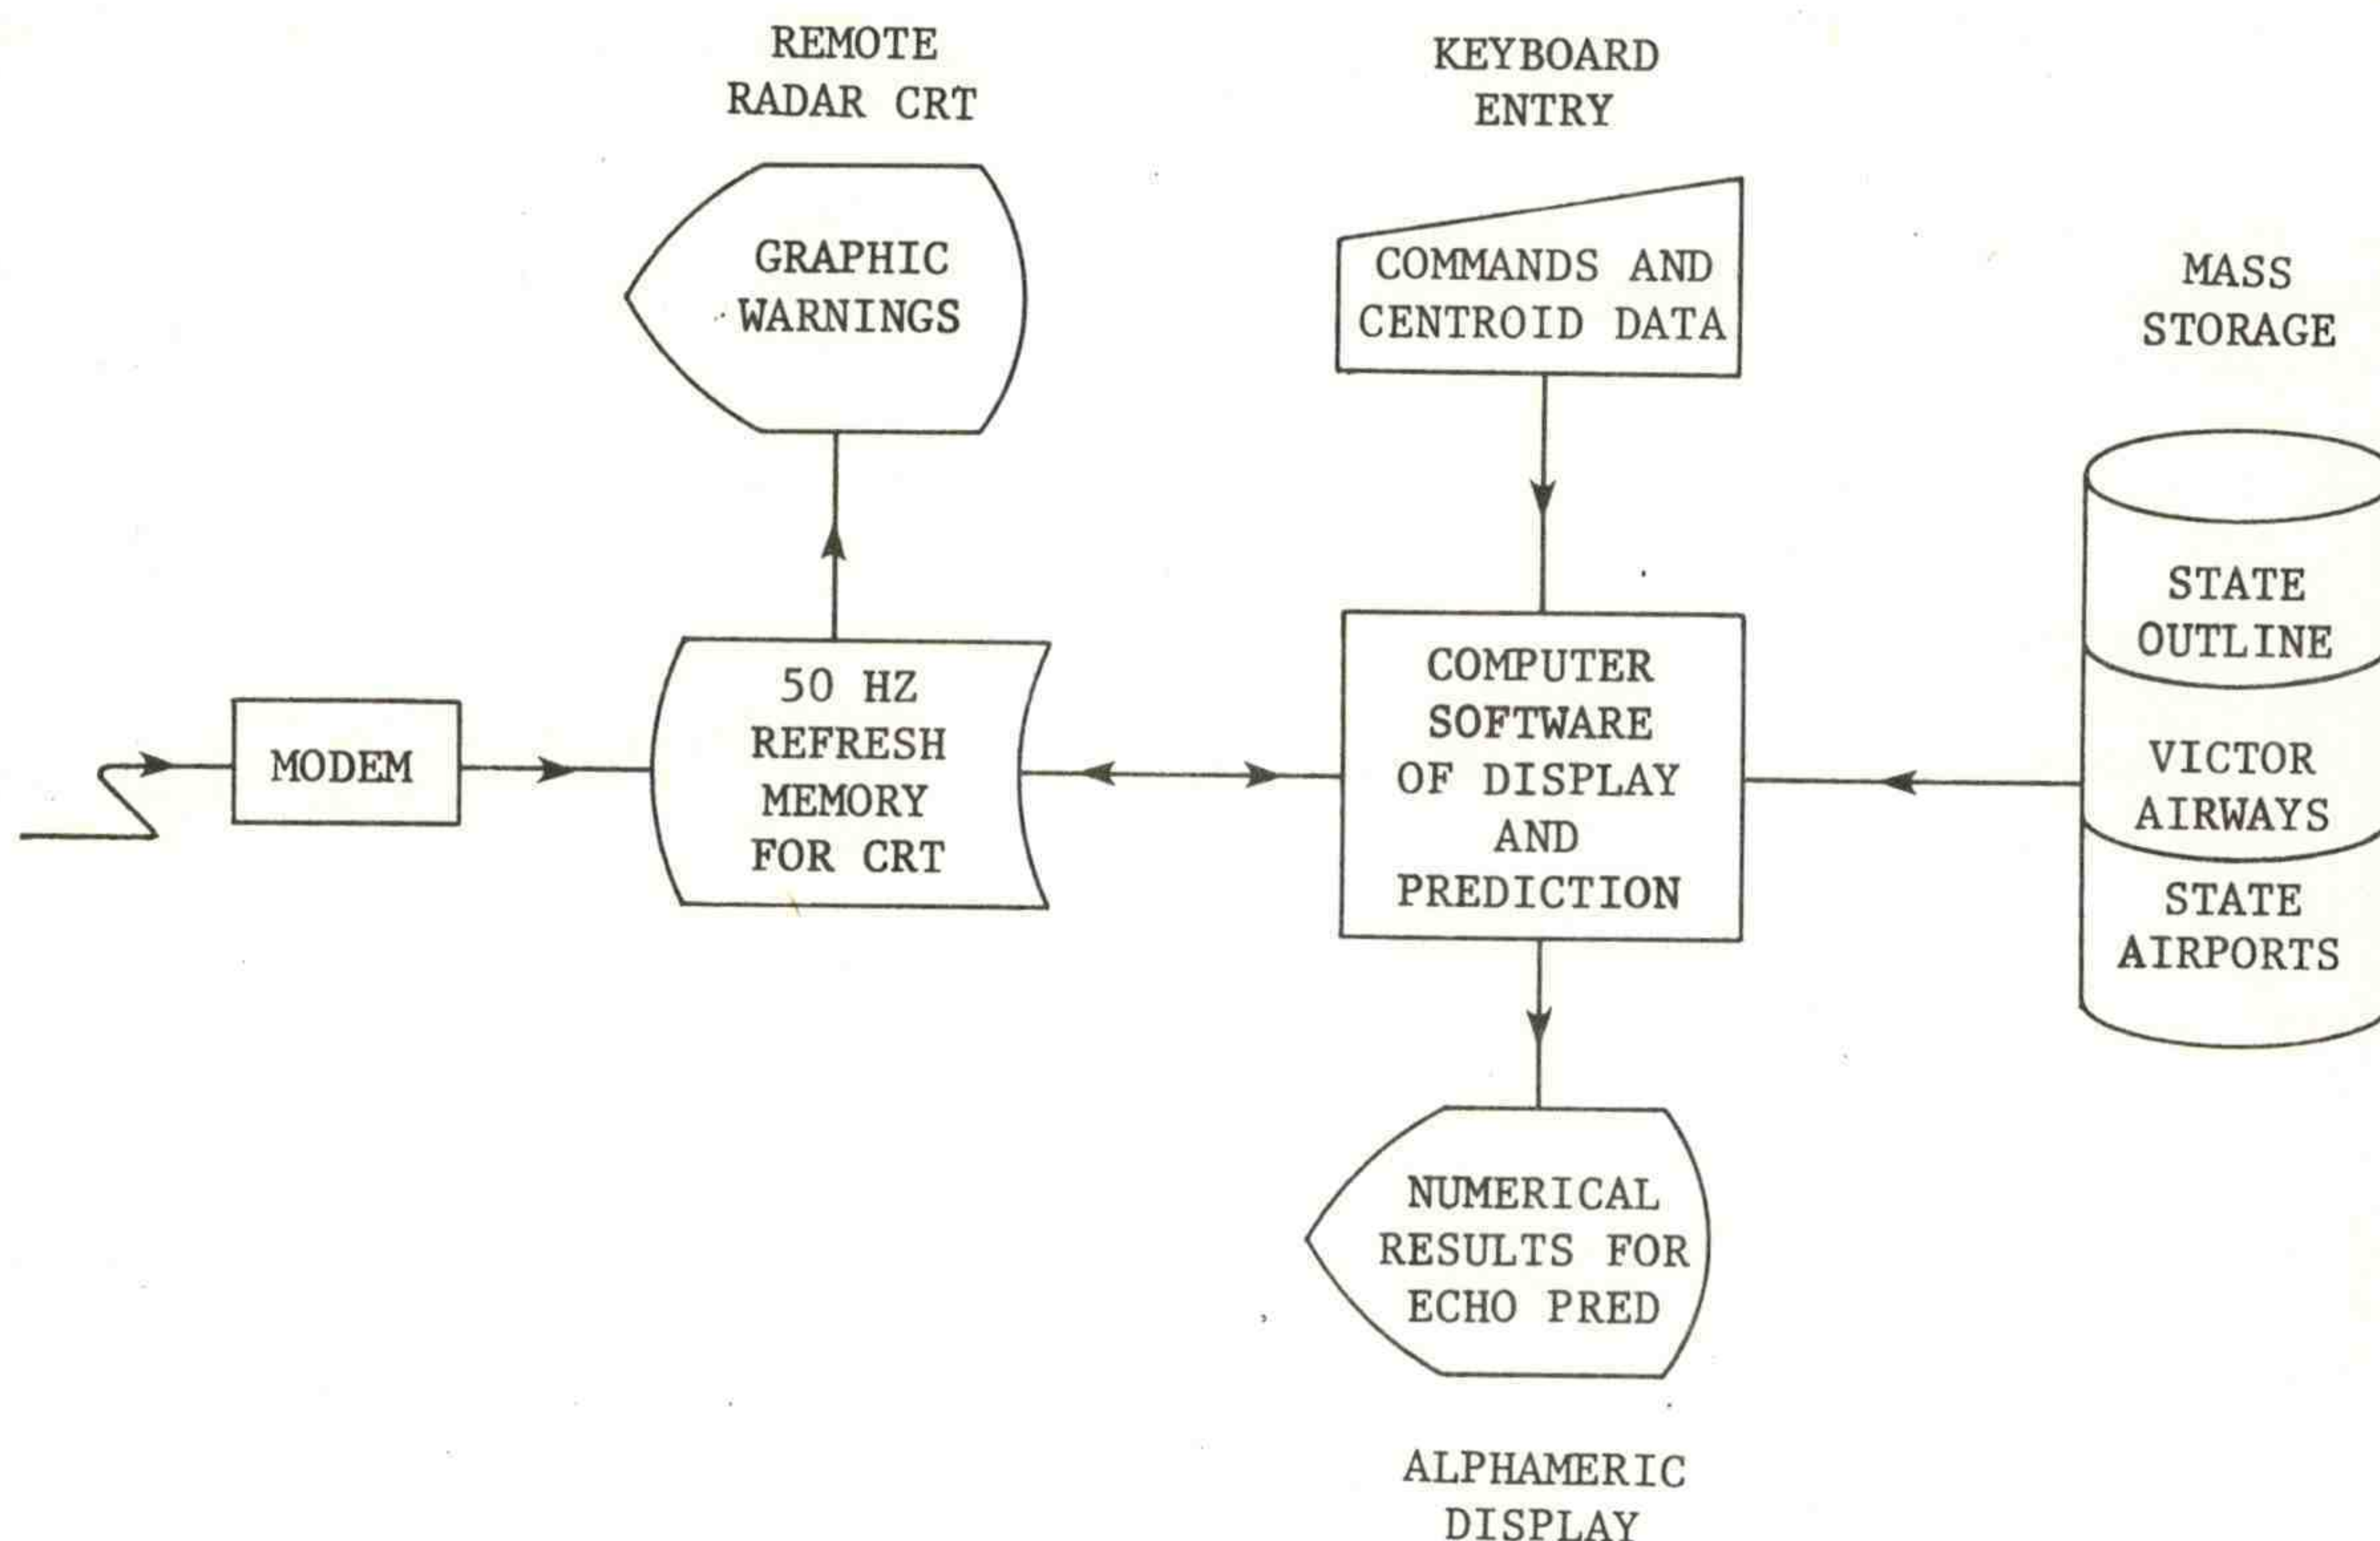 REMOTE
RADAR CRT
GRAPHIC
WARNINGS
KEYBOARD
ENTRY
COMMANDS AND
CENTROID DATA
MASS
STORAGE
STATE
OUTLINE
VICTOR
AIRWAYS
STATE
AIRPORTS
MODEM
50 HZ
REFRESH
MEMORY
FOR CRT
COMPUTER
SOFTWARE
OF DISPLAY
AND
PREDICTION
NUMERICAL
RESULTS FOR
ECHO PRED
ALPHAMERIC
DISPLAY